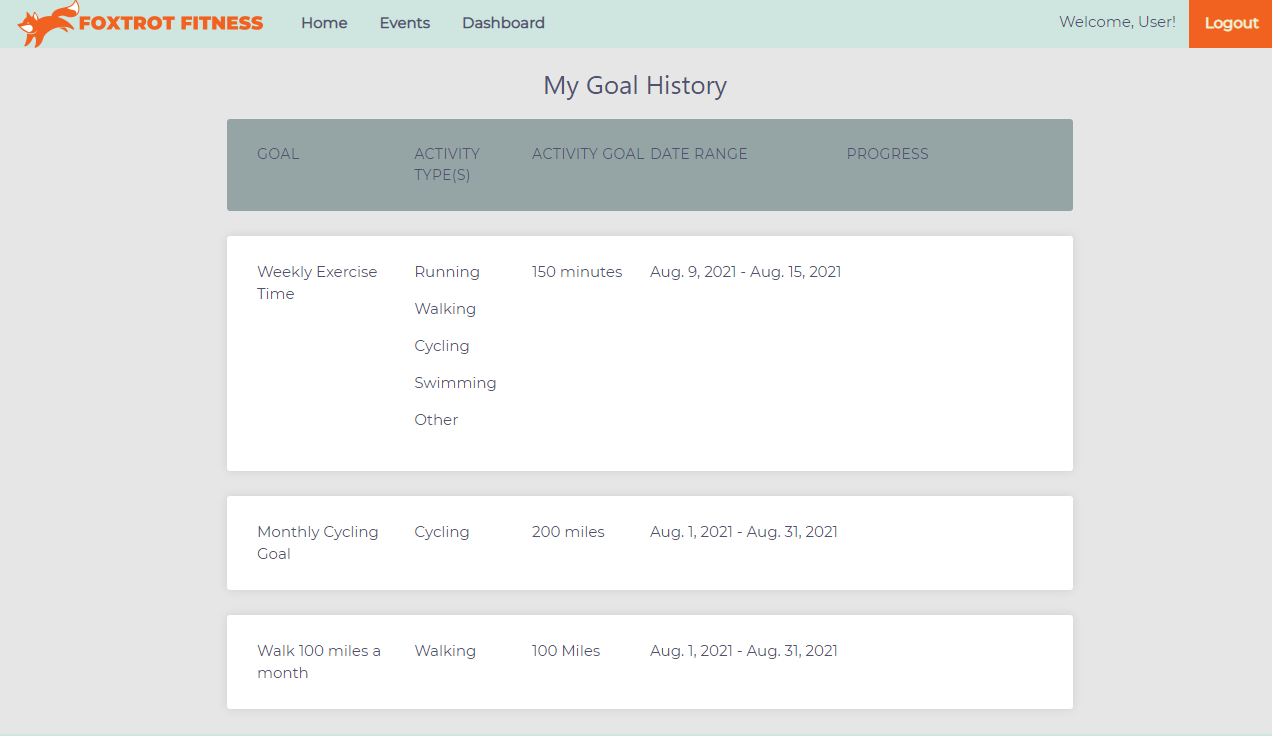 FOXTROT FITNESS Home Events Dashboard Welcome, User! Logout
My Goal History
GOAL ACTIVITY TYPE(S) ACTIVITY GOAL DATE RANGE PROGRESS
Weekly Exercise Time
Running
Walking
Cycling
Swimming
Other
150 minutes
Aug. 9, 2021 - Aug. 15, 2021
Monthly Cycling Goal
Cycling
200 miles
Aug. 1, 2021 - Aug. 31, 2021
Walk 100 miles a month
Walking
100 Miles
Aug. 1, 2021 - Aug. 31, 2021